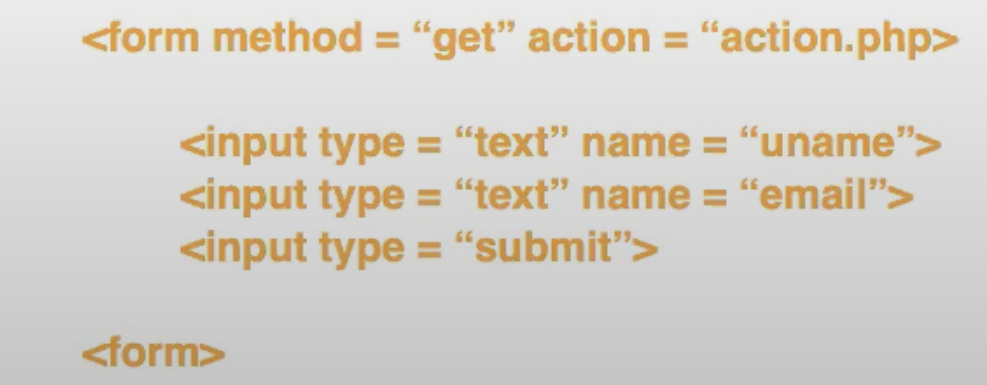 <form method = “get” action = “action.php>
<input type = “text” name = “uname”>
<input type = “text” name = “email”>
<input type = “submit”>
<form>